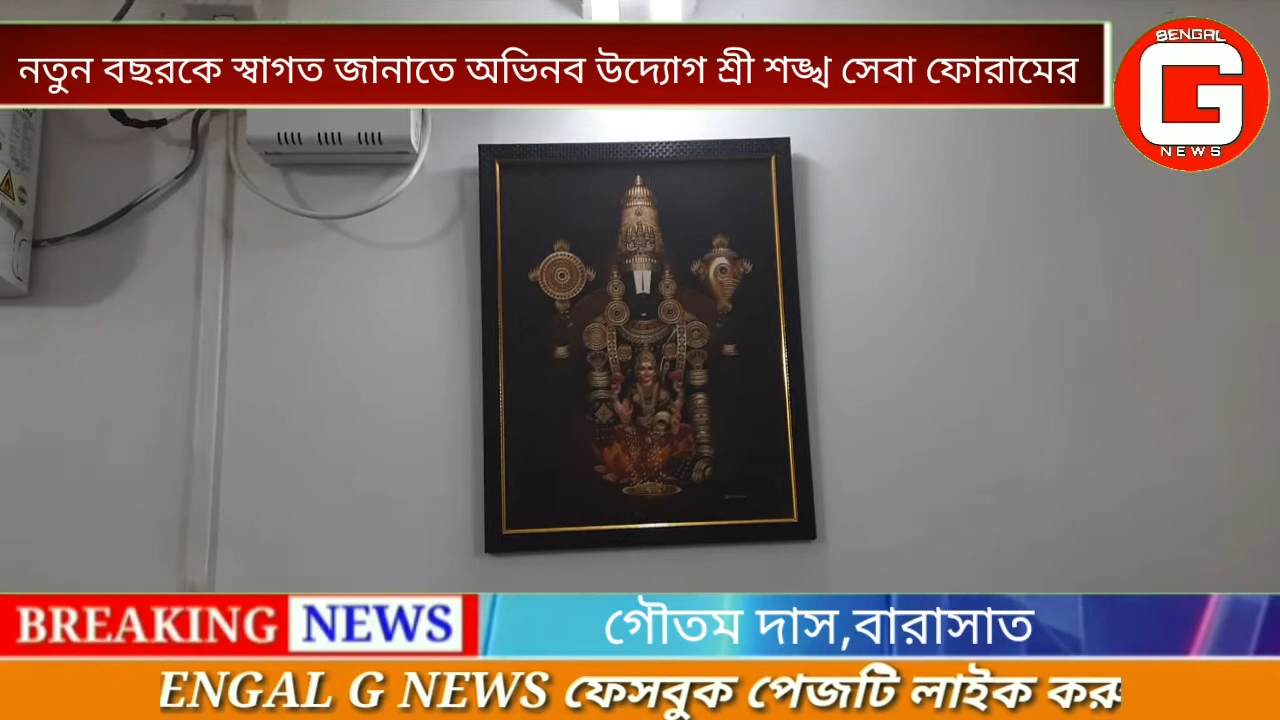 নতুন বছরকে স্বাগত জানাতে অভিনব উদ্যোগ শ্রী শঙ্খ সেবা ফোরামের
BENGAL
G
NEWS
BREAKING NEWS
গৌতম দাস,বারাসাত
ENGAL G NEWS ফেসবুক পেজটি লাইক করু